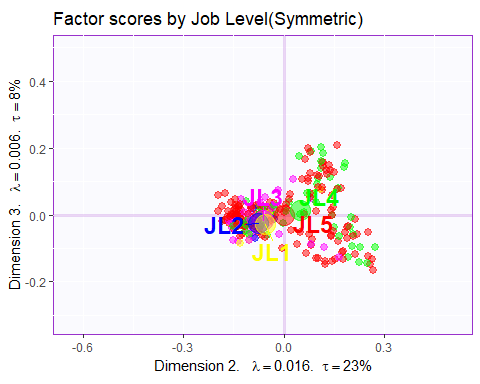 Factor scores by Job Level(Symmetric)
Dimension 3. λ = 0.006. τ = 8%
0.4
0.2
0.0
-0.2
JL3
JL4
JL2
JL5
JL1
-0.6
-0.3
0.0
0.3
Dimension 2. λ = 0.016. τ = 23%